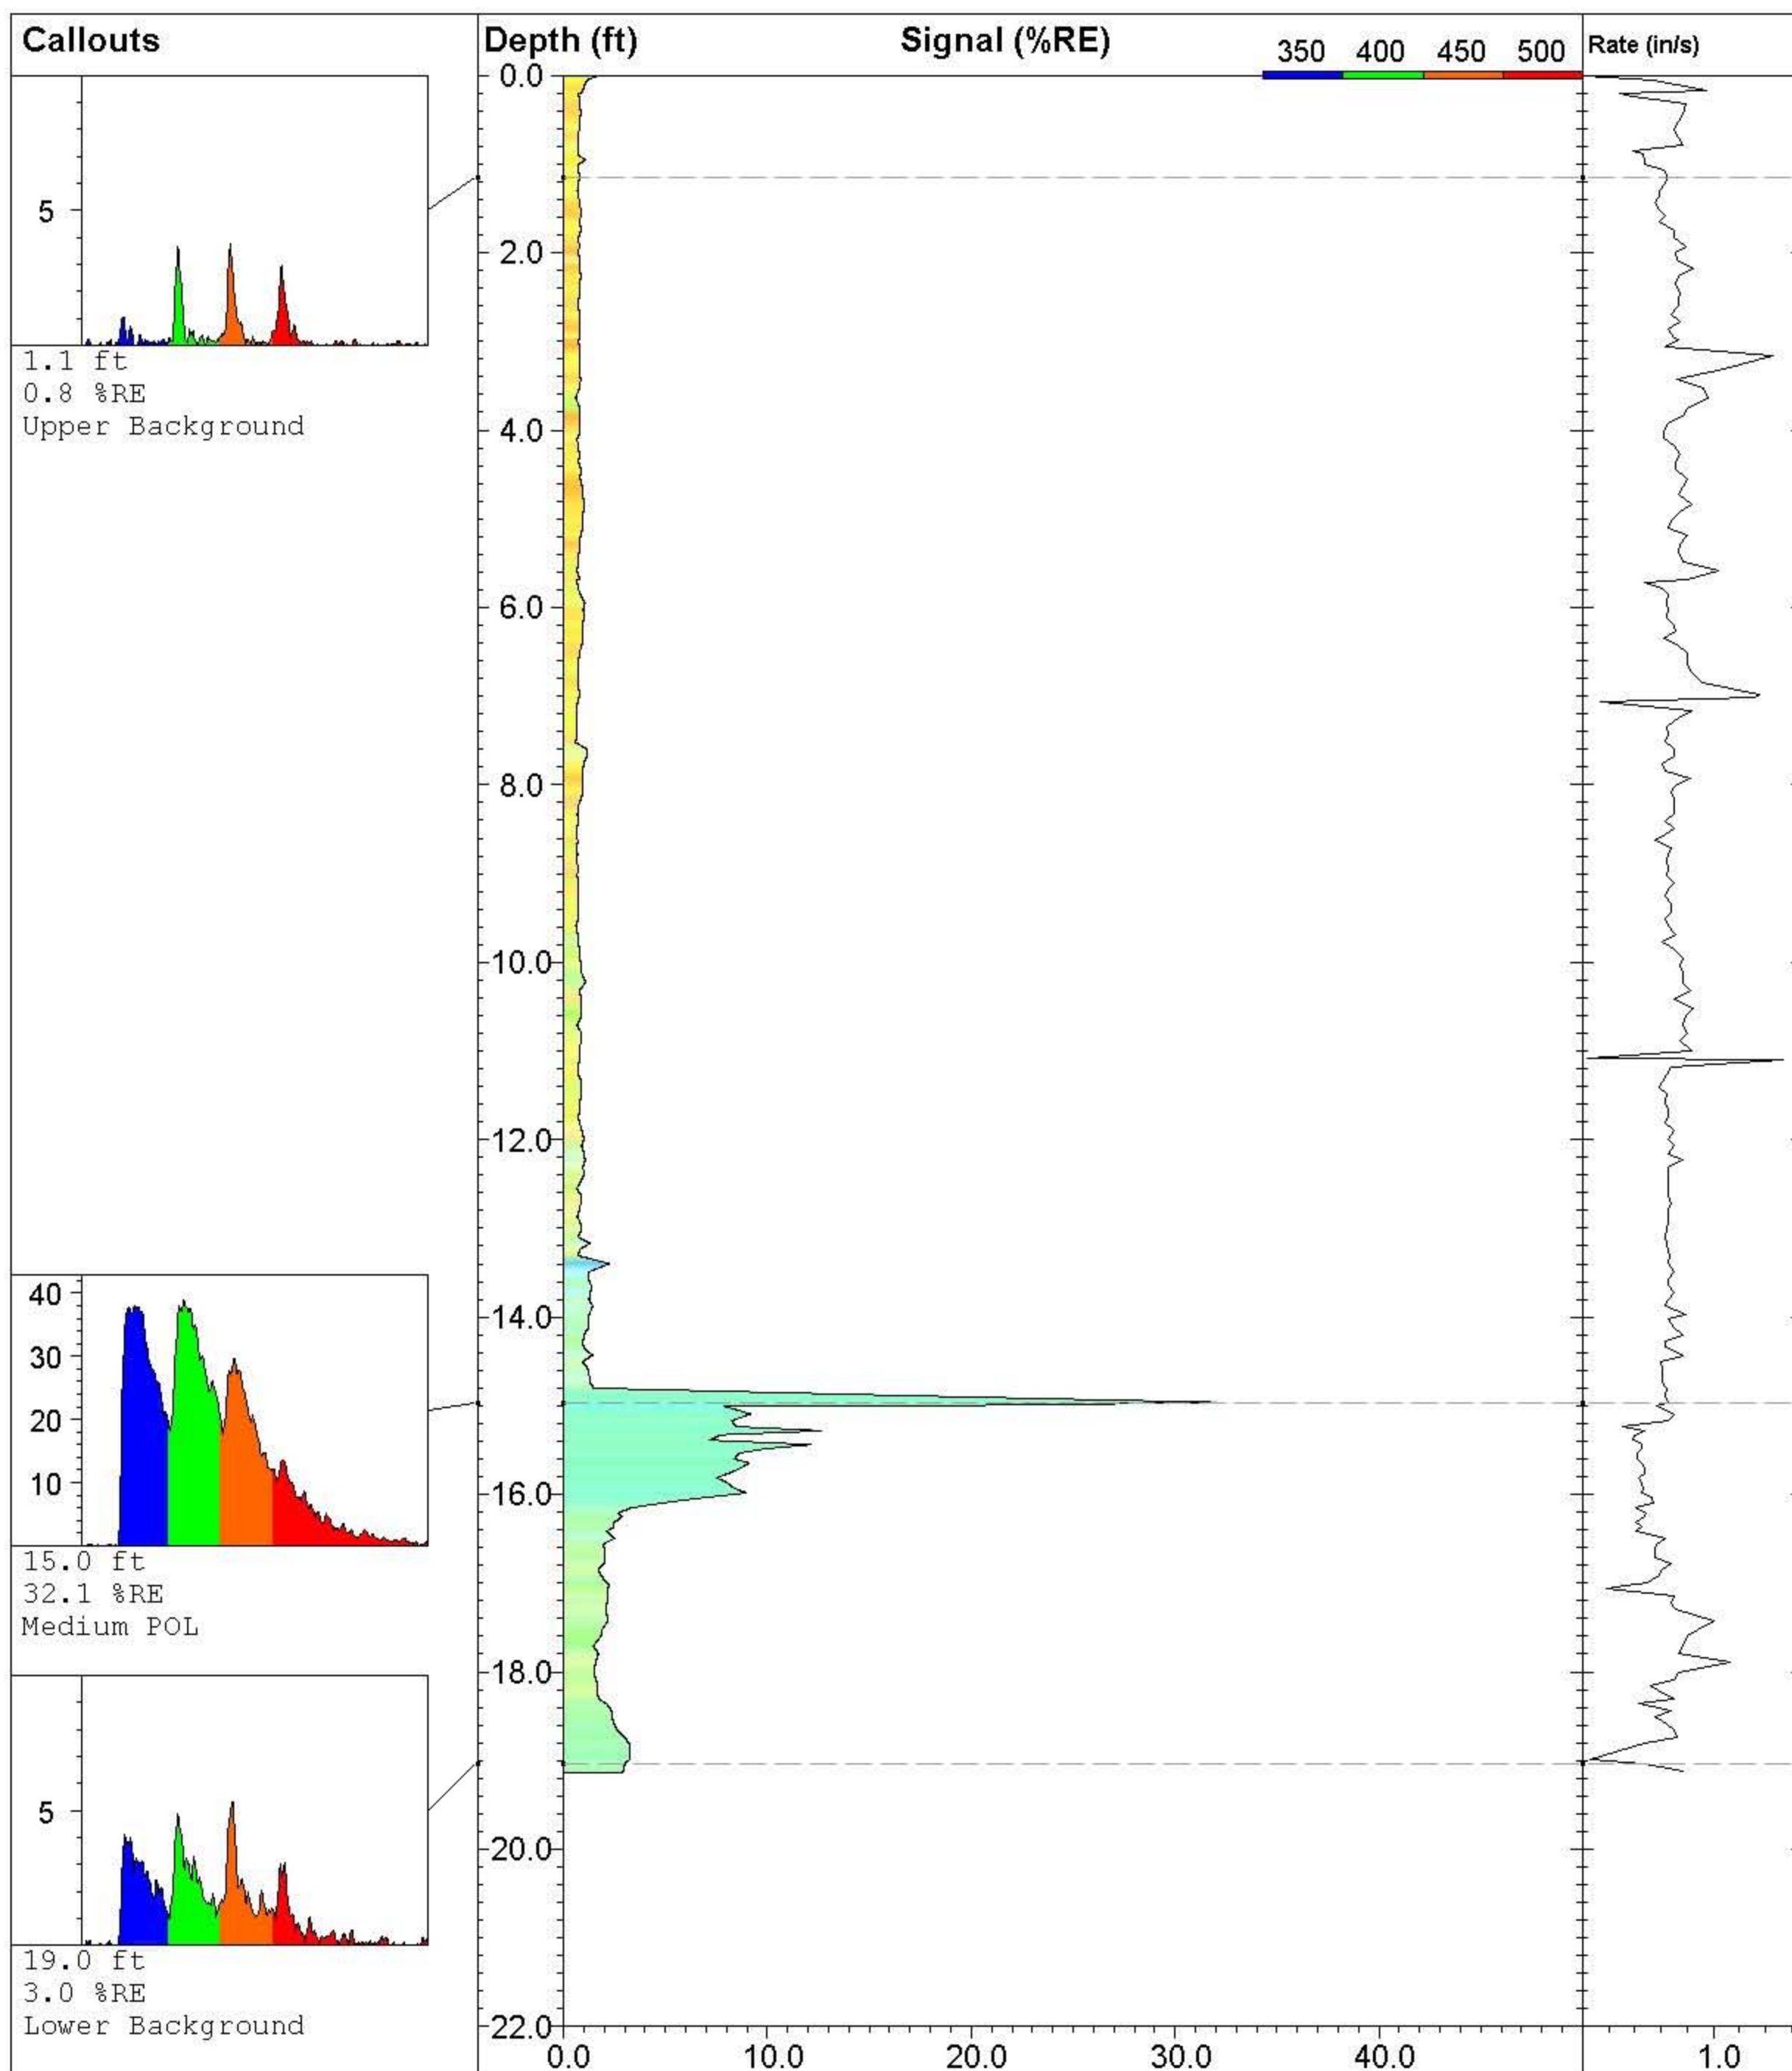 Callouts
Depth (ft)
Signal (%RE)
350 400 450 500
Rate (in/s)
5
1.1 ft
0.8 %RE
Upper Background
40
30
20
10
15.0 ft
32.1 %RE
Medium POL
5
19.0 ft
3.0 %RE
Lower Background
0.0
2.0
4.0
6.0
8.0
10.0
12.0
14.0
16.0
18.0
20.0
22.0
0.0 10.0 20.0 30.0 40.0
1.0